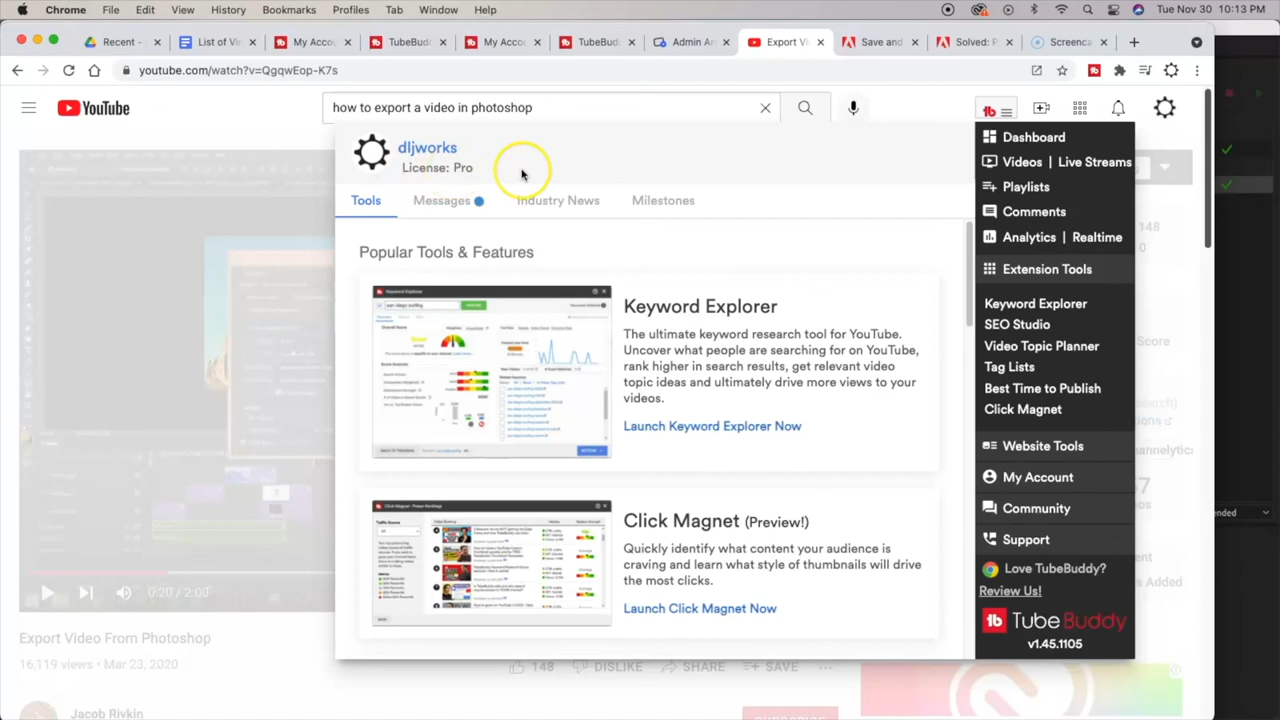 Chrome File Edit View History Bookmarks Profiles Tab Window Help Tue Nov 30 10:13 PM
Recent - List of Vi My Acco TubeBud My Acc TubeBud Admin Ar Export V Save and Solved: P Screenca
youtube.com/watch?v=QgqwEop-K7s
YouTube
how to export a video in photoshop
dljworks
License: Pro
Tools Messages Industry News Milestones
Popular Tools & Features
Keyword Explorer
The ultimate keyword research tool for YouTube.
Uncover what people are searching for on YouTube,
rank higher in search results, get relevant video
topic ideas and ultimately drive more views to your
videos.
Launch Keyword Explorer Now
Click Magnet (Preview!)
Quickly identify what content your audience is
craving and learn what style of thumbnails will drive
the most clicks.
Launch Click Magnet Now
Dashboard
Videos | Live Streams
Playlists
Comments
Analytics | Realtime
Extension Tools
Keyword Explorer
SEO Studio
Video Topic Planner
Tag Lists
Best Time to Publish
Click Magnet
Website Tools
My Account
Community
Support
Love TubeBuddy?
Review Us!
TubeBuddy
v1.45.1105
148
0
Score
Export Video From Photoshop
16,119 views • Mar 23, 2020
148 DISLIKE SHARE SAVE
Jacob Rivkin
SUBSCRIBE
nded